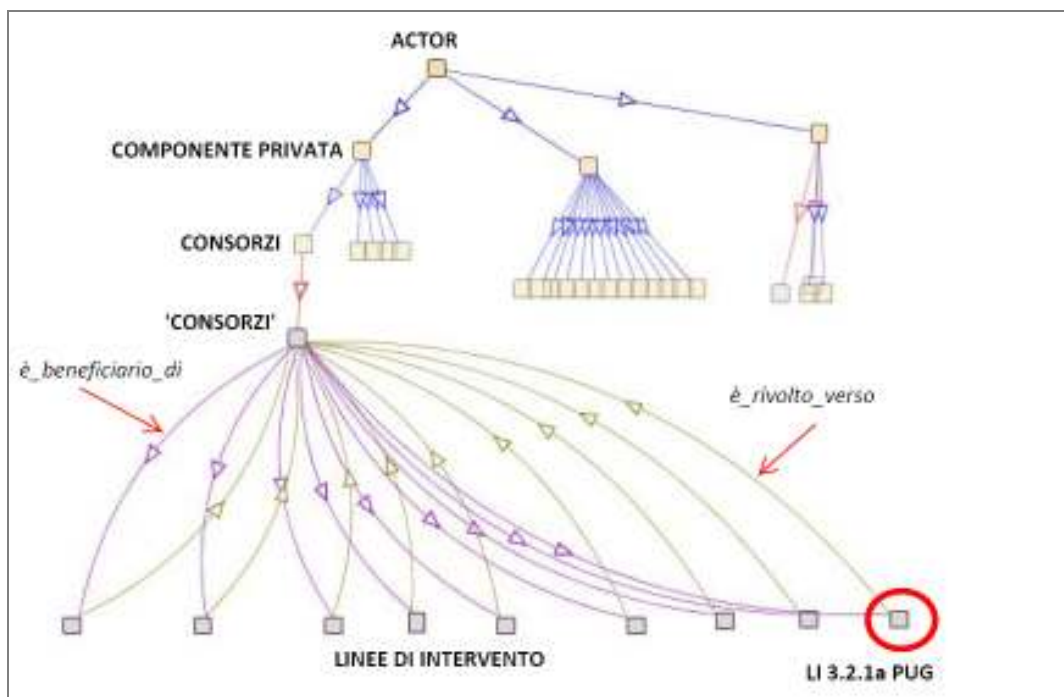 ACTOR
COMPONENTE PRIVATA
CONSORZI
'CONSORZI'
è_beneficiario_di
è_rivolto_verso
LINEE DI INTERVENTO
LI 3.2.1a PUG